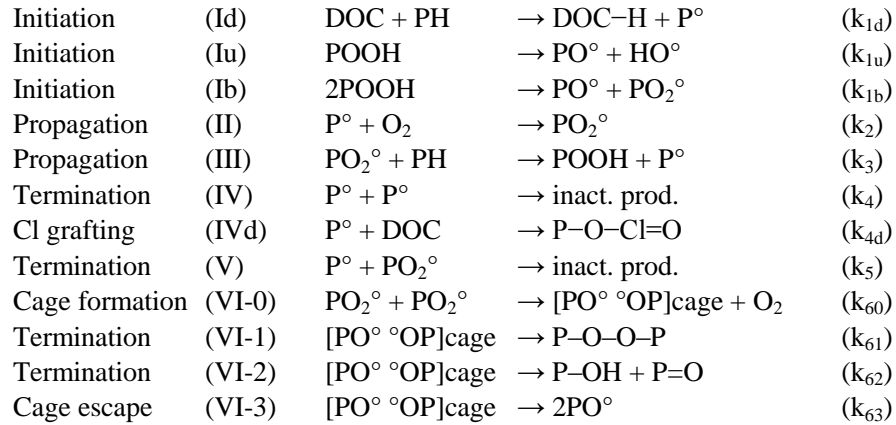 Initiation (Id) DOC + PH → DOC−H + P° (k1d)
Initiation (Iu) POOH → PO° + HO° (k1u)
Initiation (Ib) 2POOH → PO° + PO2° (k1b)
Propagation (II) P° + O2 → PO2° (k2)
Propagation (III) PO2° + PH → POOH + P° (k3)
Termination (IV) P° + P° → inact. prod. (k4)
Cl grafting (IVd) P° + DOC → P−O−Cl=O (k4d)
Termination (V) P° + PO2° → inact. prod. (k5)
Cage formation (VI-0) PO2° + PO2° → [PO° °OP]cage + O2 (k60)
Termination (VI-1) [PO° °OP]cage → P–O–O–P (k61)
Termination (VI-2) [PO° °OP]cage → P–OH + P=O (k62)
Cage escape (VI-3) [PO° °OP]cage → 2PO° (k63)